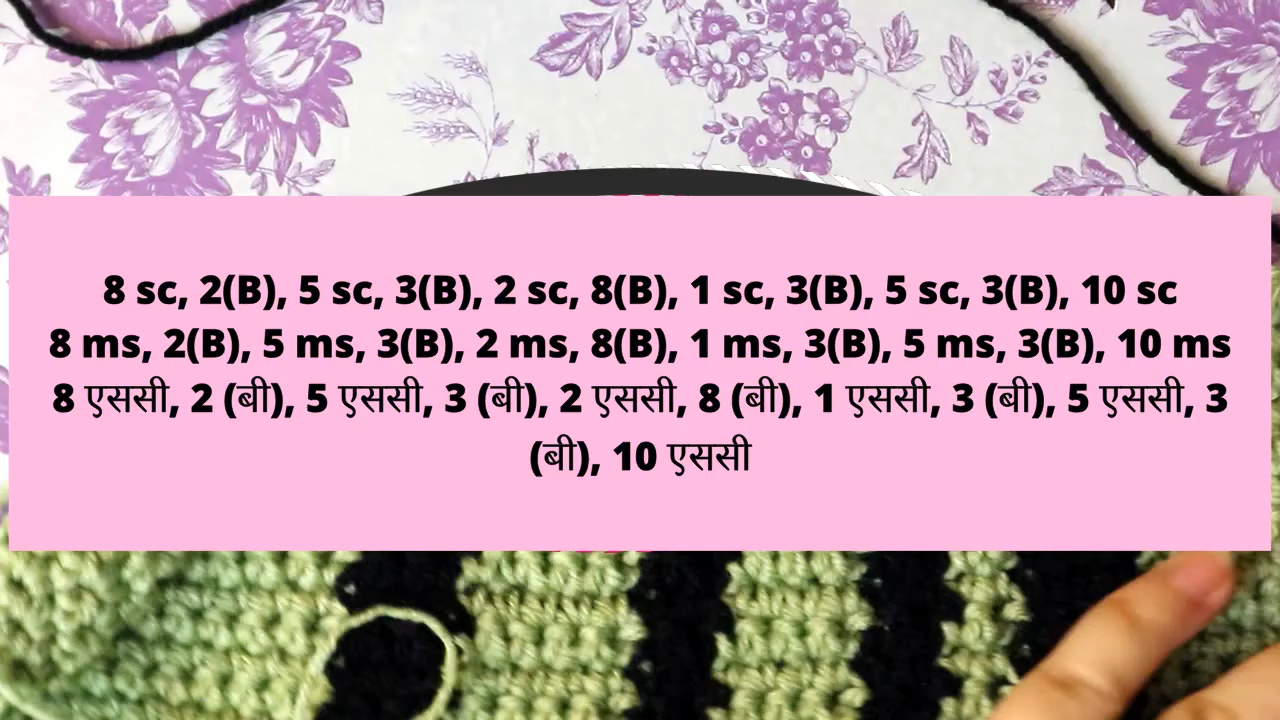 8 sc, 2(B), 5 sc, 3(B), 2 sc, 8(B), 1 sc, 3(B), 5 sc, 3(B), 10 sc
8 ms, 2(B), 5 ms, 3(B), 2 ms, 8(B), 1 ms, 3(B), 5 ms, 3(B), 10 ms
8 एससी, 2 (बी), 5 एससी, 3 (बी), 2 एससी, 8 (बी), 1 एससी, 3 (बी), 5 एससी, 3
(बी), 10 एससी